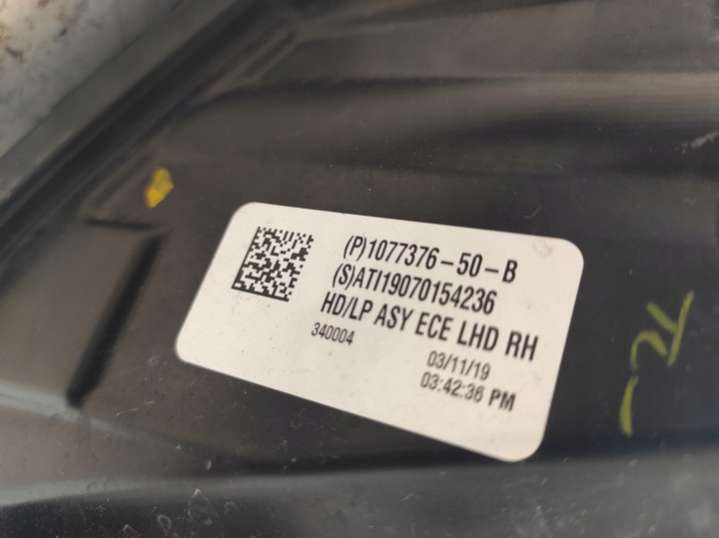 (P)1077376-50-B
(S)ATI19070154236
HD/LP ASY ECE LHD RH
340004
03/11/19
03:42:36 PM